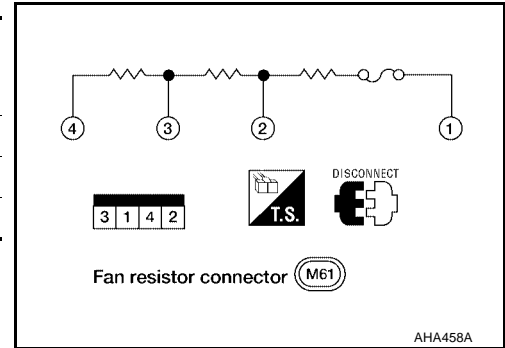 4 3 2 1
DISCONNECT
T.S.
3 1 4 2
Fan resistor connector M61
AHA458A